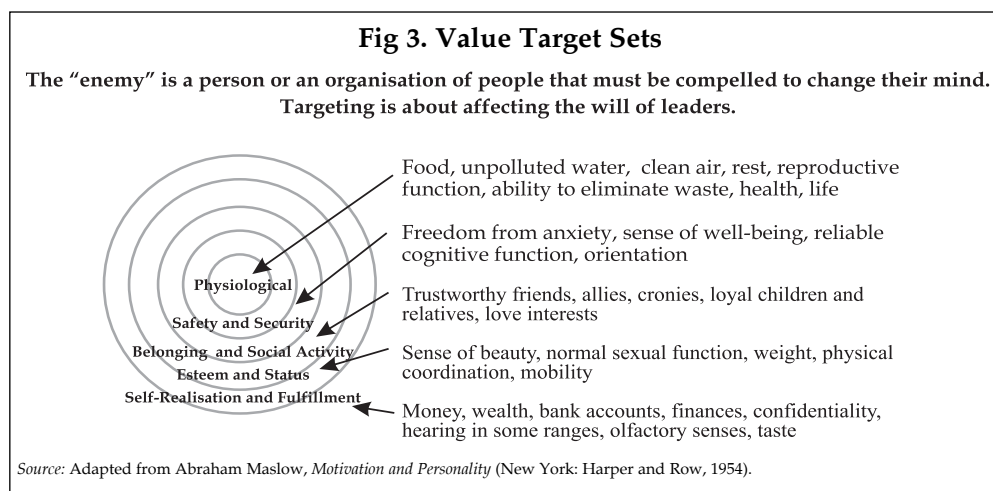 Fig 3. Value Target Sets
The “enemy” is a person or an organisation of people that must be compelled to change their mind.
Targeting is about affecting the will of leaders.
Food, unpolluted water, clean air, rest, reproductive
function, ability to eliminate waste, health, life
Freedom from anxiety, sense of well-being, reliable
cognitive function, orientation
Physiological
Trustworthy friends, allies, cronies, loyal children and
relatives, love interests
Safety and Security
Belonging and Social Activity
Sense of beauty, normal sexual function, weight, physical
coordination, mobility
Esteem and Status
Self-Realisation and Fulfillment
Money, wealth, bank accounts, finances, confidentiality,
hearing in some ranges, olfactory senses, taste
Source: Adapted from Abraham Maslow, Motivation and Personality (New York: Harper and Row, 1954).